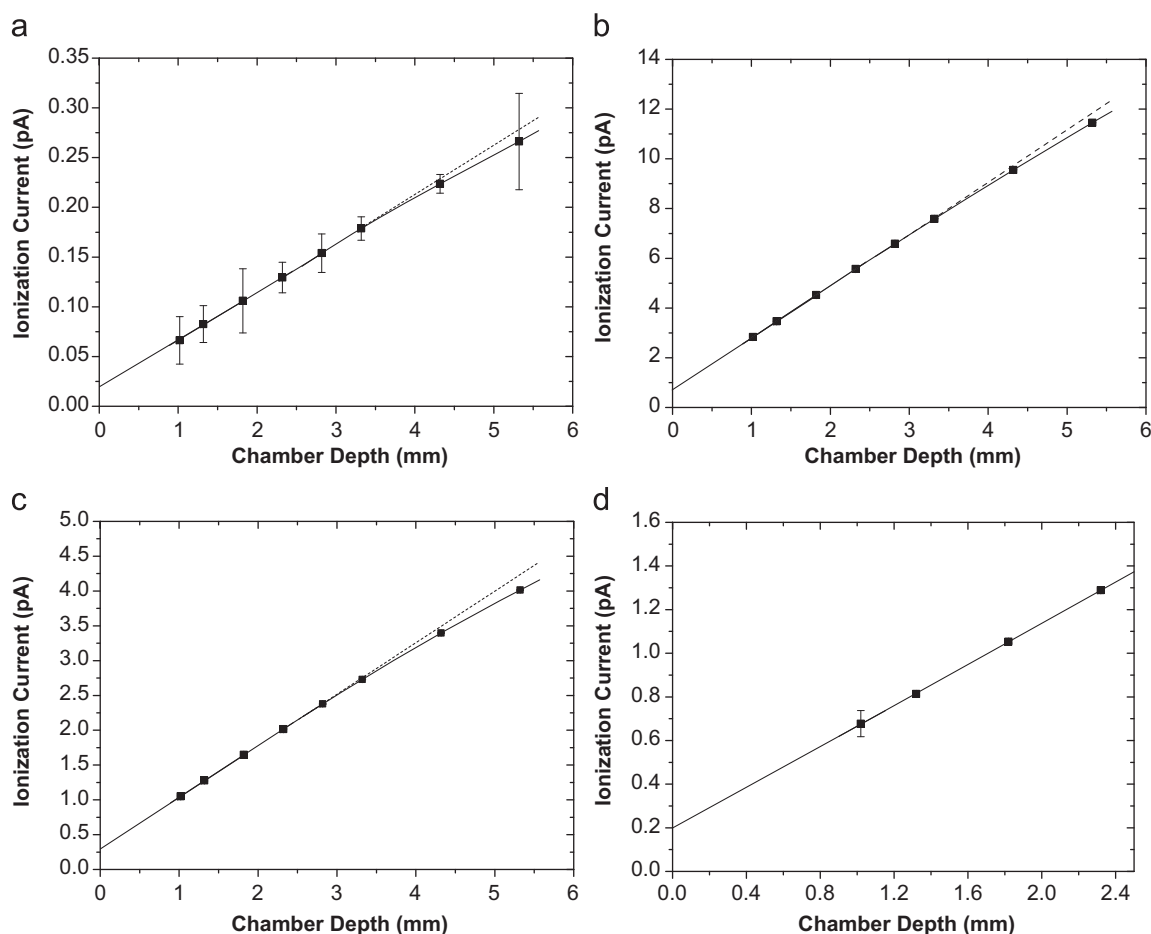 a
0.35
0.30
0.25
0.20
0.15
0.10
0.05
0.00
Ionization Current (pA)
0 1 2 3 4 5 6
Chamber Depth (mm)
b
14
12
10
8
6
4
2
0
Ionization Current (pA)
0 1 2 3 4 5 6
Chamber Depth (mm)
c
5.0
4.5
4.0
3.5
3.0
2.5
2.0
1.5
1.0
0.5
0.0
Ionization Current (pA)
0 1 2 3 4 5 6
Chamber Depth (mm)
d
1.6
1.4
1.2
1.0
0.8
0.6
0.4
0.2
0.0
Ionization Current (pA)
0.0 0.4 0.8 1.2 1.6 2.0 2.4
Chamber Depth (mm)